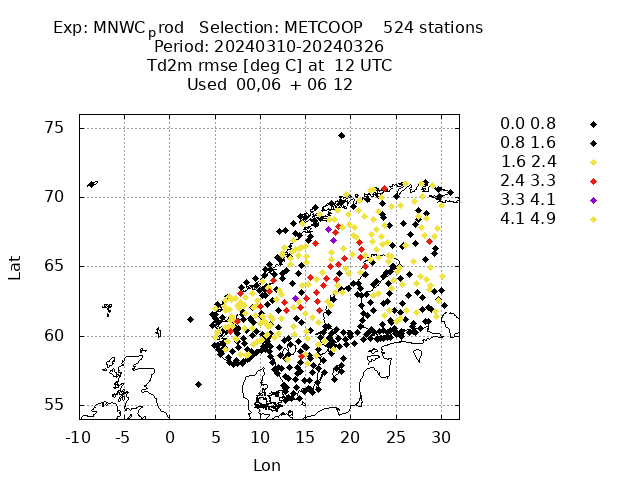 Exp: MNWCprod Selection: METCOOP 524 stations
Period: 20240310-20240326
Td2m rmse [deg C] at 12 UTC
Used 00,06 + 06 12
0.0 0.8
0.8 1.6
1.6 2.4
2.4 3.3
3.3 4.1
4.1 4.9
75
70
65
60
55
Lat
-10 -5 0 5 10 15 20 25 30
Lon